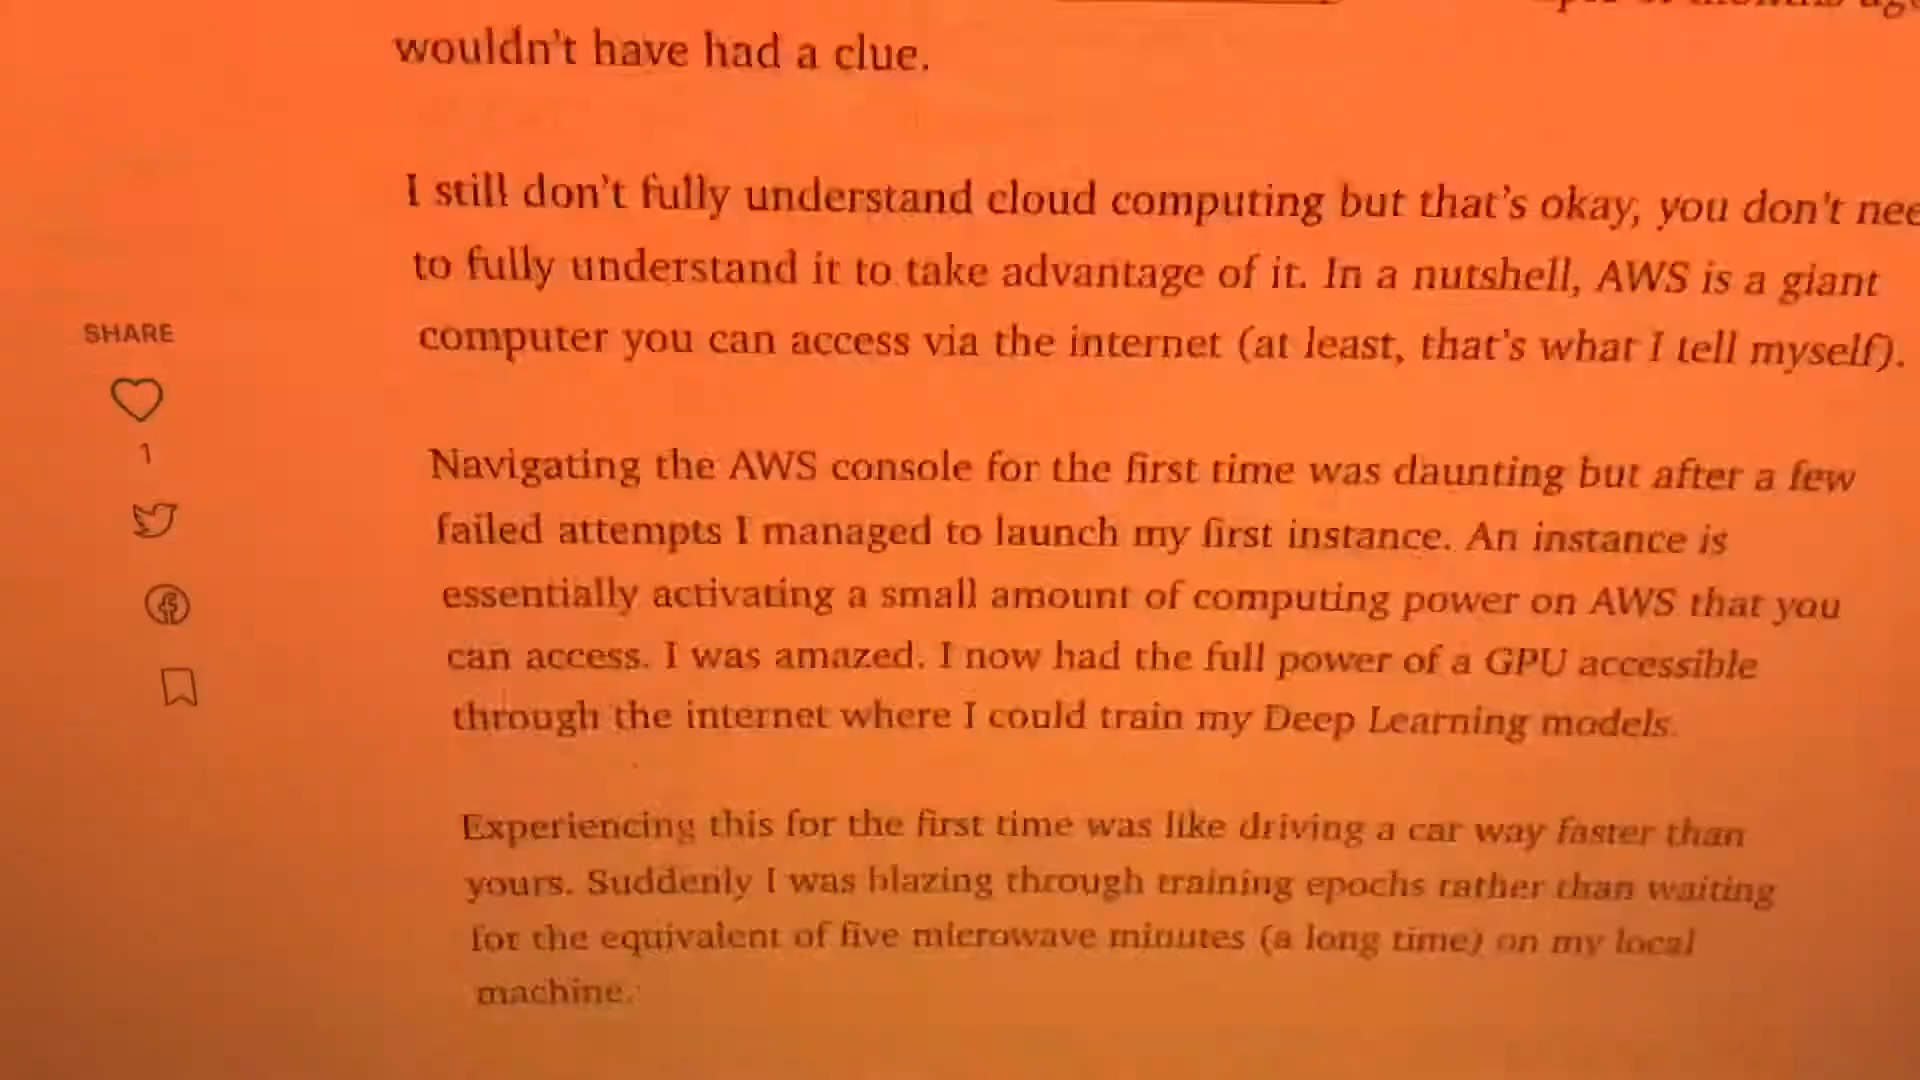 wouldn't have had a clue.
I still don't fully understand cloud computing but that's okay, you don't nee
to fully understand it to take advantage of it. In a nutshell, AWS is a giant
computer you can access via the internet (at least, that's what I tell myself).
SHARE
1
Navigating the AWS console for the first time was daunting but after a few
failed attempts I managed to launch my first instance. An instance is
essentially activating a small amount of computing power on AWS that you
can access. I was amazed. I now had the full power of a GPU accessible
through the internet where I could train my Deep Learning models.
Experiencing this for the first time was like driving a car way faster than
yours. Suddenly I was blazing through training epochs rather than waiting
for the equivalent of five microwave minutes (a long time) on my local
machine.